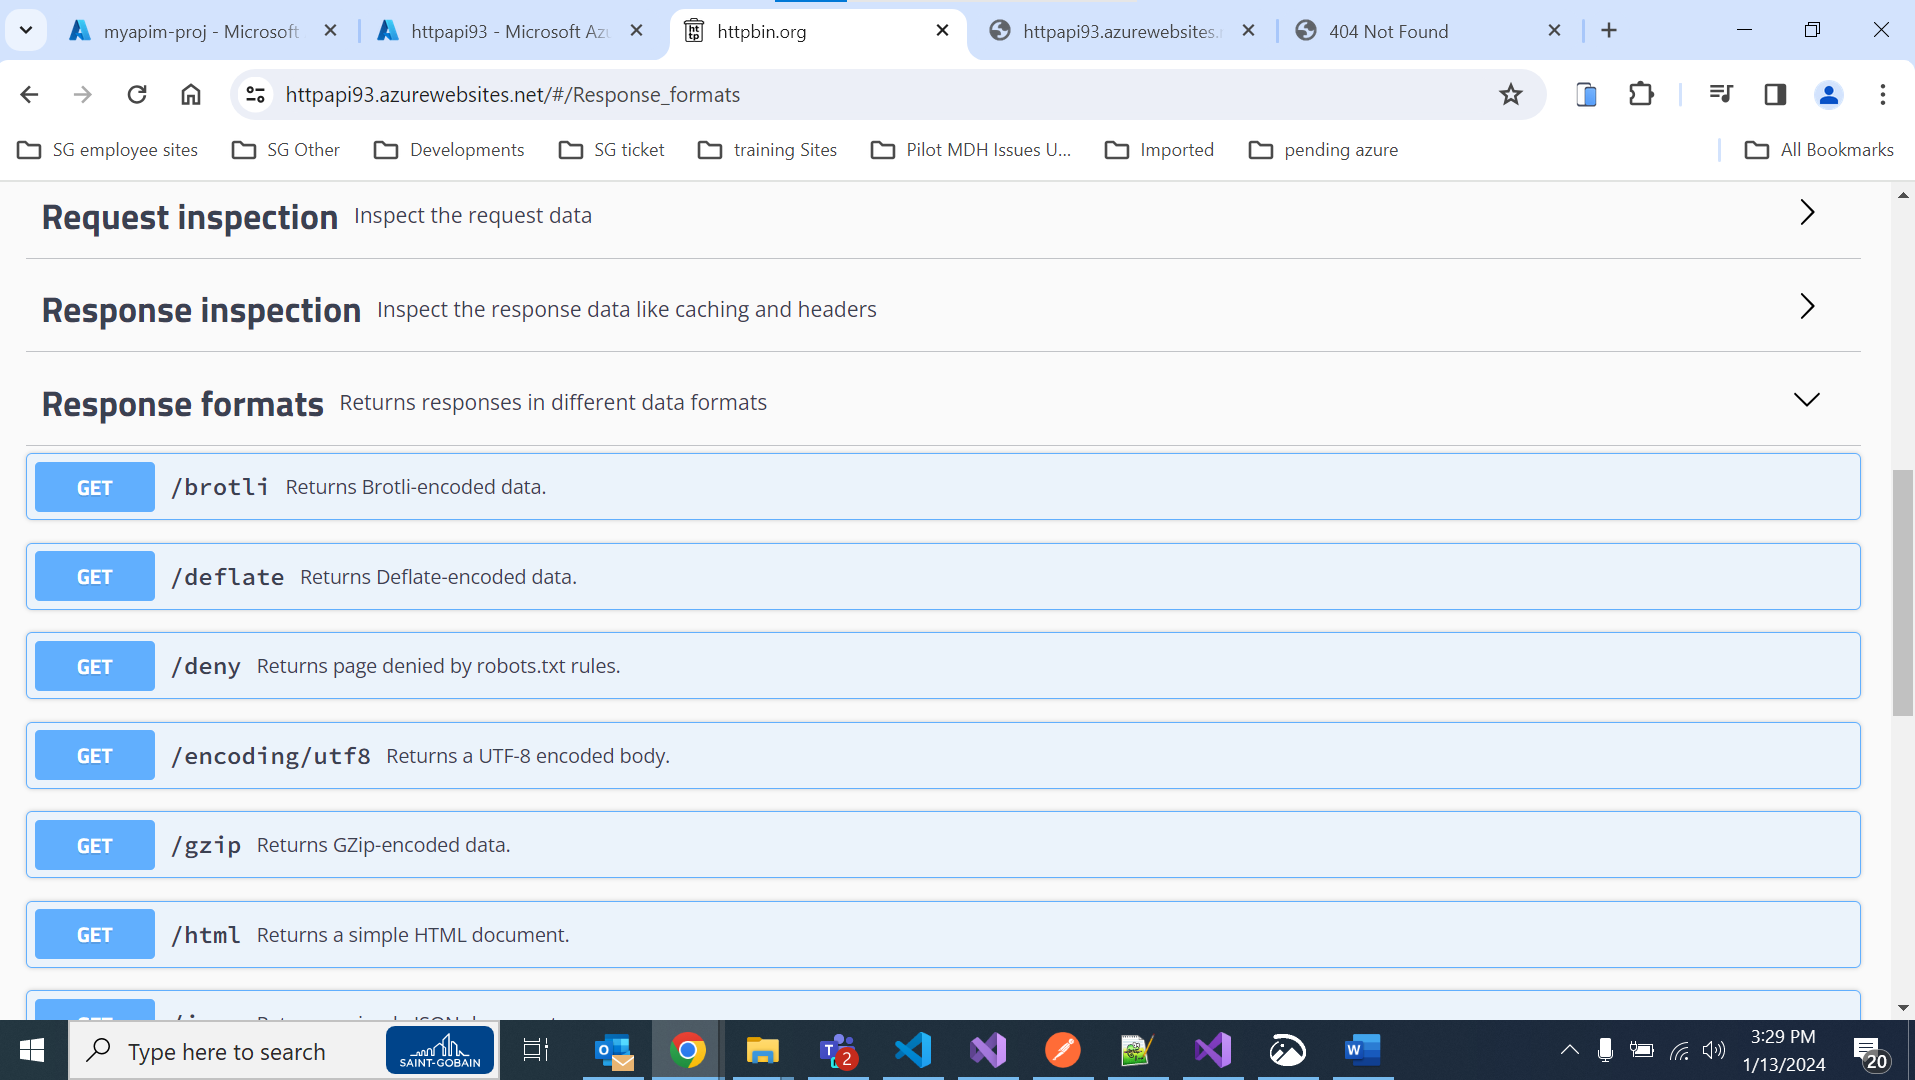 myapim-proj - Microsoft
httpapi93 - Microsoft Azu
httpbin.org
httpapi93.azurewebsites.n
404 Not Found
httpapi93.azurewebsites.net/#/Response_formats
SG employee sites
SG Other
Developments
SG ticket
training Sites
Pilot MDH Issues U...
Imported
pending azure
All Bookmarks
Request inspection Inspect the request data
Response inspection Inspect the response data like caching and headers
Response formats Returns responses in different data formats
GET /brotli Returns Brotli-encoded data.
GET /deflate Returns Deflate-encoded data.
GET /deny Returns page denied by robots.txt rules.
GET /encoding/utf8 Returns a UTF-8 encoded body.
GET /gzip Returns GZip-encoded data.
GET /html Returns a simple HTML document.
Type here to search
SAINT-GOBAIN
2
3:29 PM
1/13/2024
20